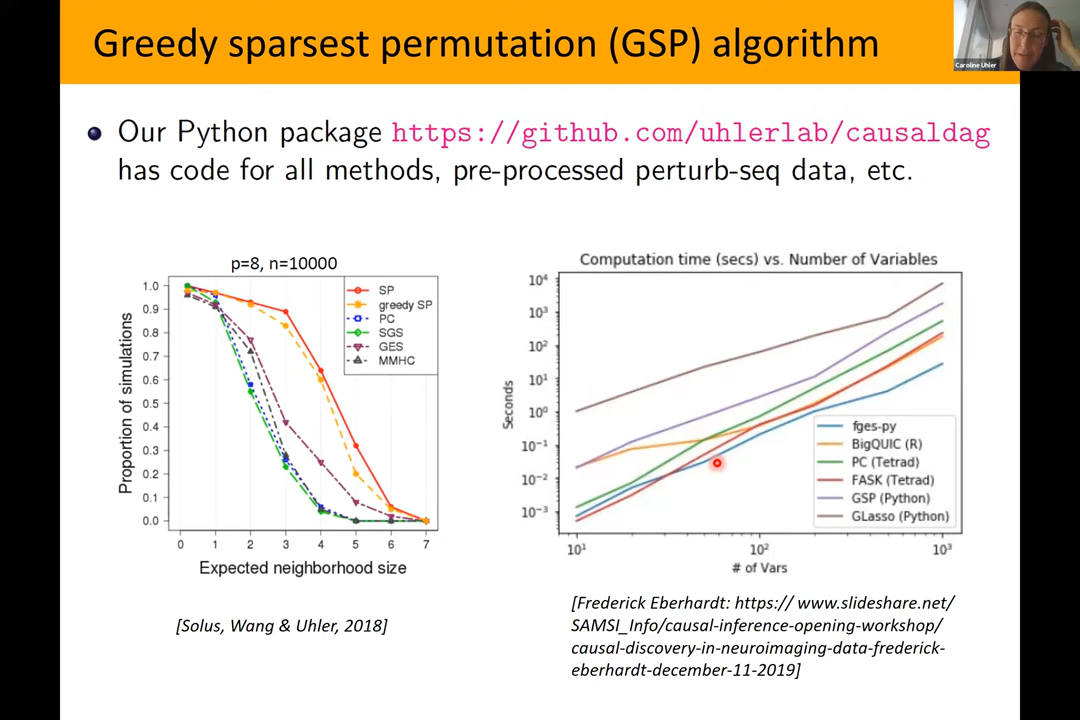 Greedy sparsest permutation (GSP) algorithm
Caroline Uhler
Our Python package https://github.com/uhlerlab/causaldag
has code for all methods, pre-processed perturb-seq data, etc.
p=8, n=10000
Proportion of simulations
1.0
0.9
0.8
0.7
0.6
0.5
0.4
0.3
0.2
0.1
0.0
SP
greedy SP
PC
SGS
GES
MMHC
0 1 2 3 4 5 6 7
Expected neighborhood size
[Solus, Wang & Uhler, 2018]
Computation time (secs) vs. Number of Variables
Seconds
10⁴
10³
10²
10¹
10⁰
10⁻¹
10⁻²
10⁻³
fges-py
BigQUIC (R)
PC (Tetrad)
FASK (Tetrad)
GSP (Python)
GLasso (Python)
10¹ 10² 10³
# of Vars
[Frederick Eberhardt: https:// www.slideshare.net/
SAMSI_Info/causal-inference-opening-workshop/
causal-discovery-in-neuroimaging-data-frederick-
eberhardt-december-11-2019]